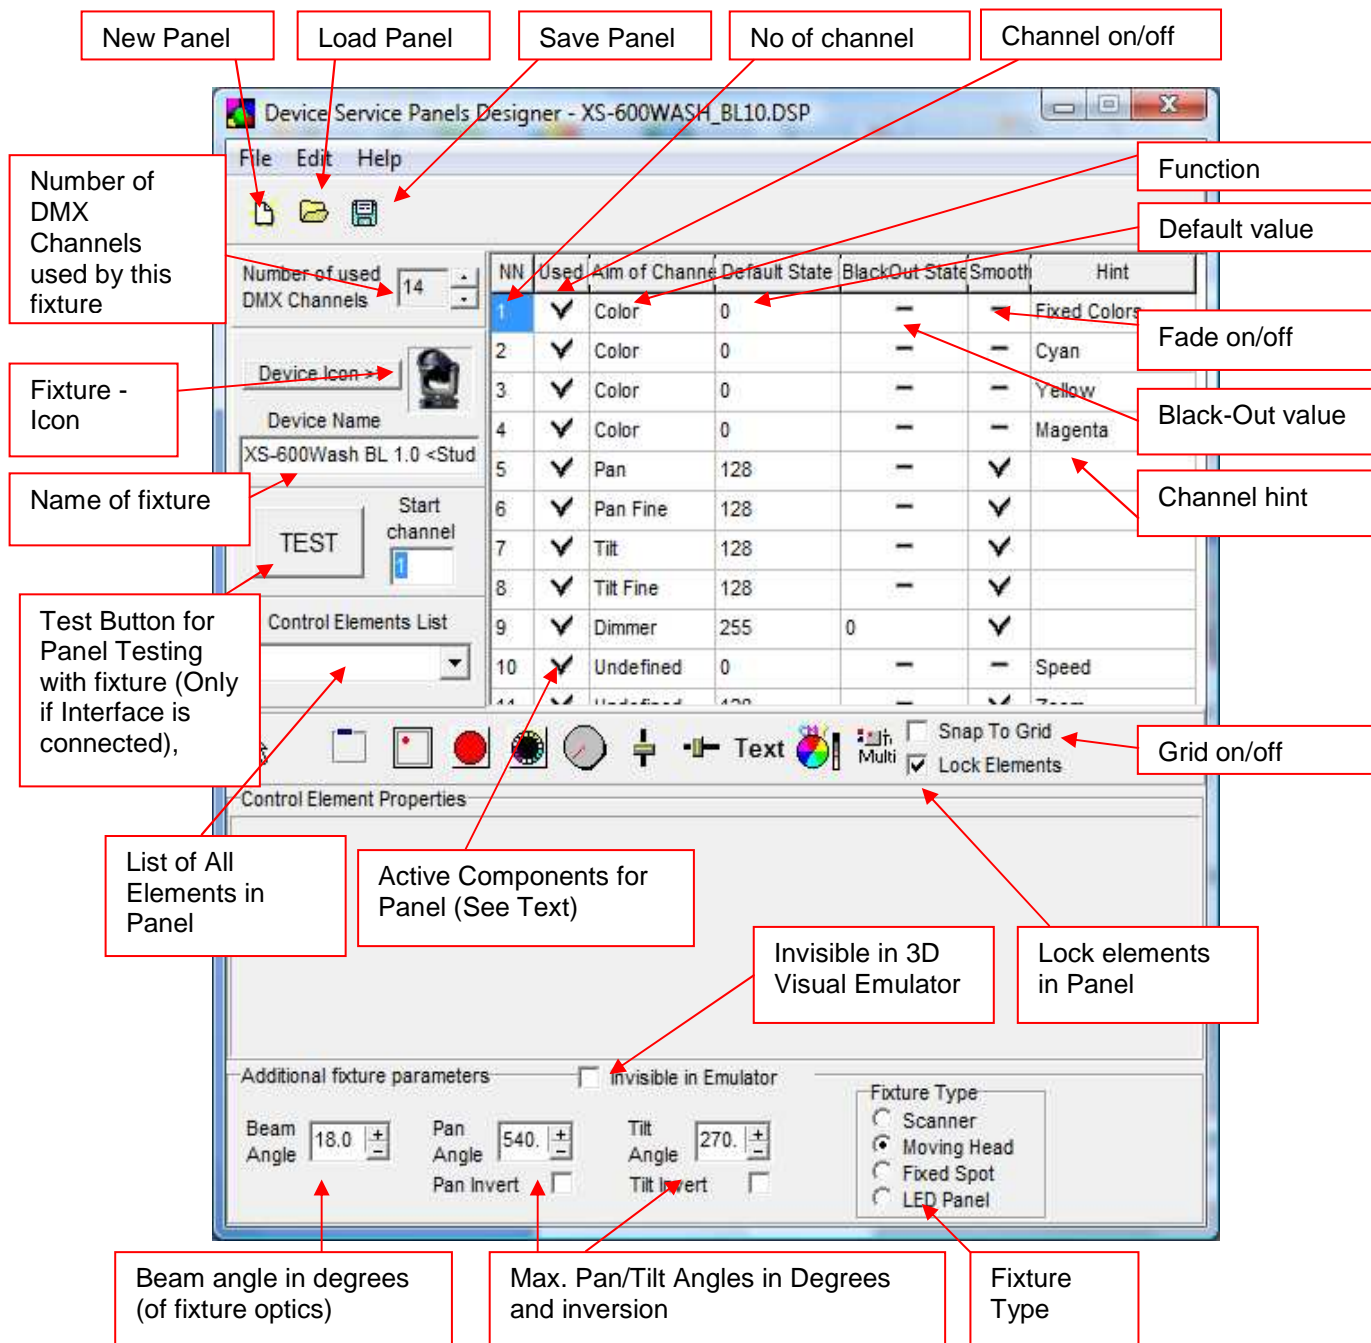 New Panel
Load Panel
Save Panel
No of channel
Channel on/off
Device Service Panels Designer - XS-600WASH_BL10.DSP
File Edit Help
Number of
DMX
Channels
used by this
fixture
Function
Default value
Number of used
DMX Channels
14
NN Used Aim of Channe Default State BlackOut State Smooth Hint
1 Color 0 Fixed Colors
2 Color 0 Cyan
3 Color 0 Yellow
4 Color 0 Magenta
5 Pan 128
6 Pan Fine 128
7 Tilt 128
8 Tilt Fine 128
9 Dimmer 255 0
10 Undefined 0 Speed
Fade on/off
Black-Out value
Channel hint
Fixture -
Icon
Device Icon >>
Device Name
XS-600Wash BL 1.0 <Stud
Name of fixture
TEST
Start
channel
1
Test Button for
Panel Testing
with fixture (Only
if Interface is
connected),
Control Elements List
Text
Multi
Snap To Grid
Lock Elements
Grid on/off
Control Element Properties
List of All
Elements in
Panel
Active Components for
Panel (See Text)
Invisible in 3D
Visual Emulator
Lock elements
in Panel
Additional fixture parameters
Invisible in Emulator
Beam
Angle
18.0
Pan
Angle
540.
Pan Invert
Tilt
Angle
270.
Tilt Invert
Fixture Type
Scanner
Moving Head
Fixed Spot
LED Panel
Beam angle in degrees
(of fixture optics)
Max. Pan/Tilt Angles in Degrees
and inversion
Fixture
Type